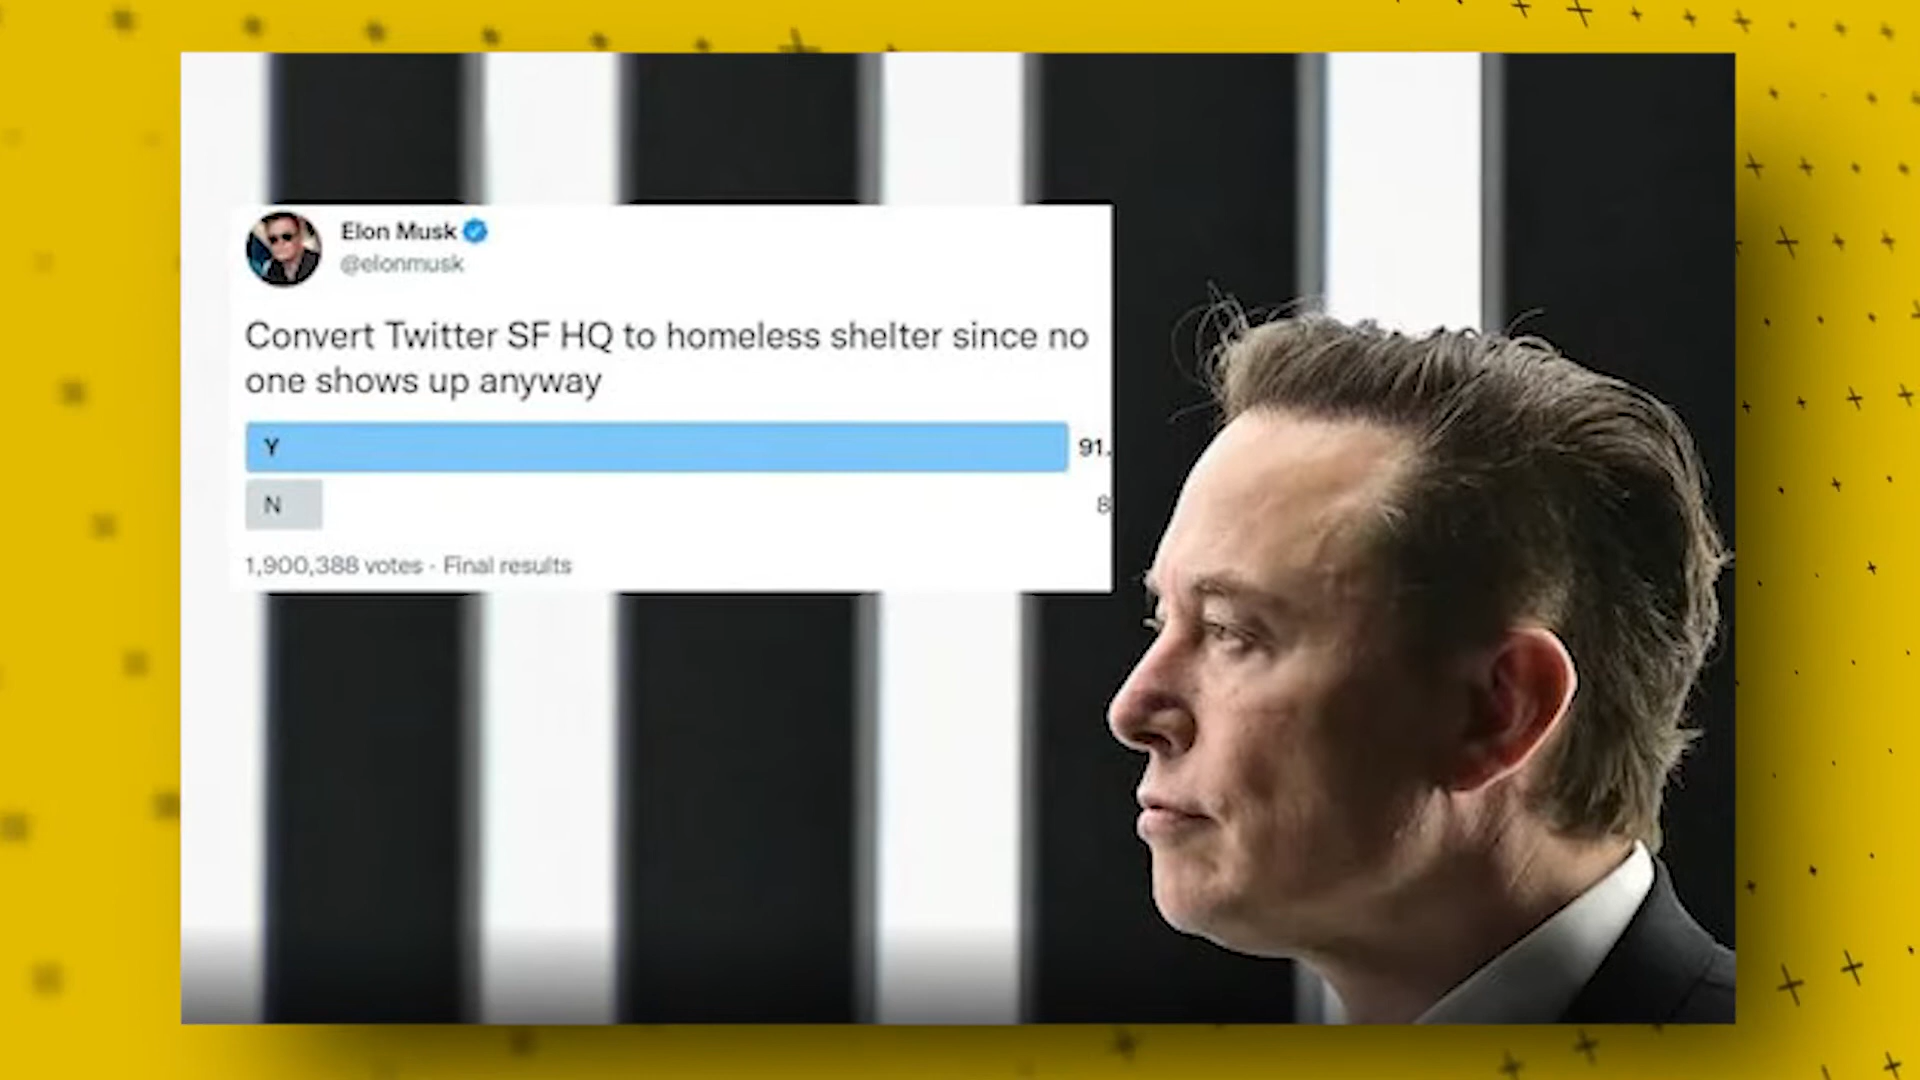 Elon Musk
@elonmusk
Convert Twitter SF HQ to homeless shelter since no
one shows up anyway
Y 91.
N 8
1,900,388 votes · Final results